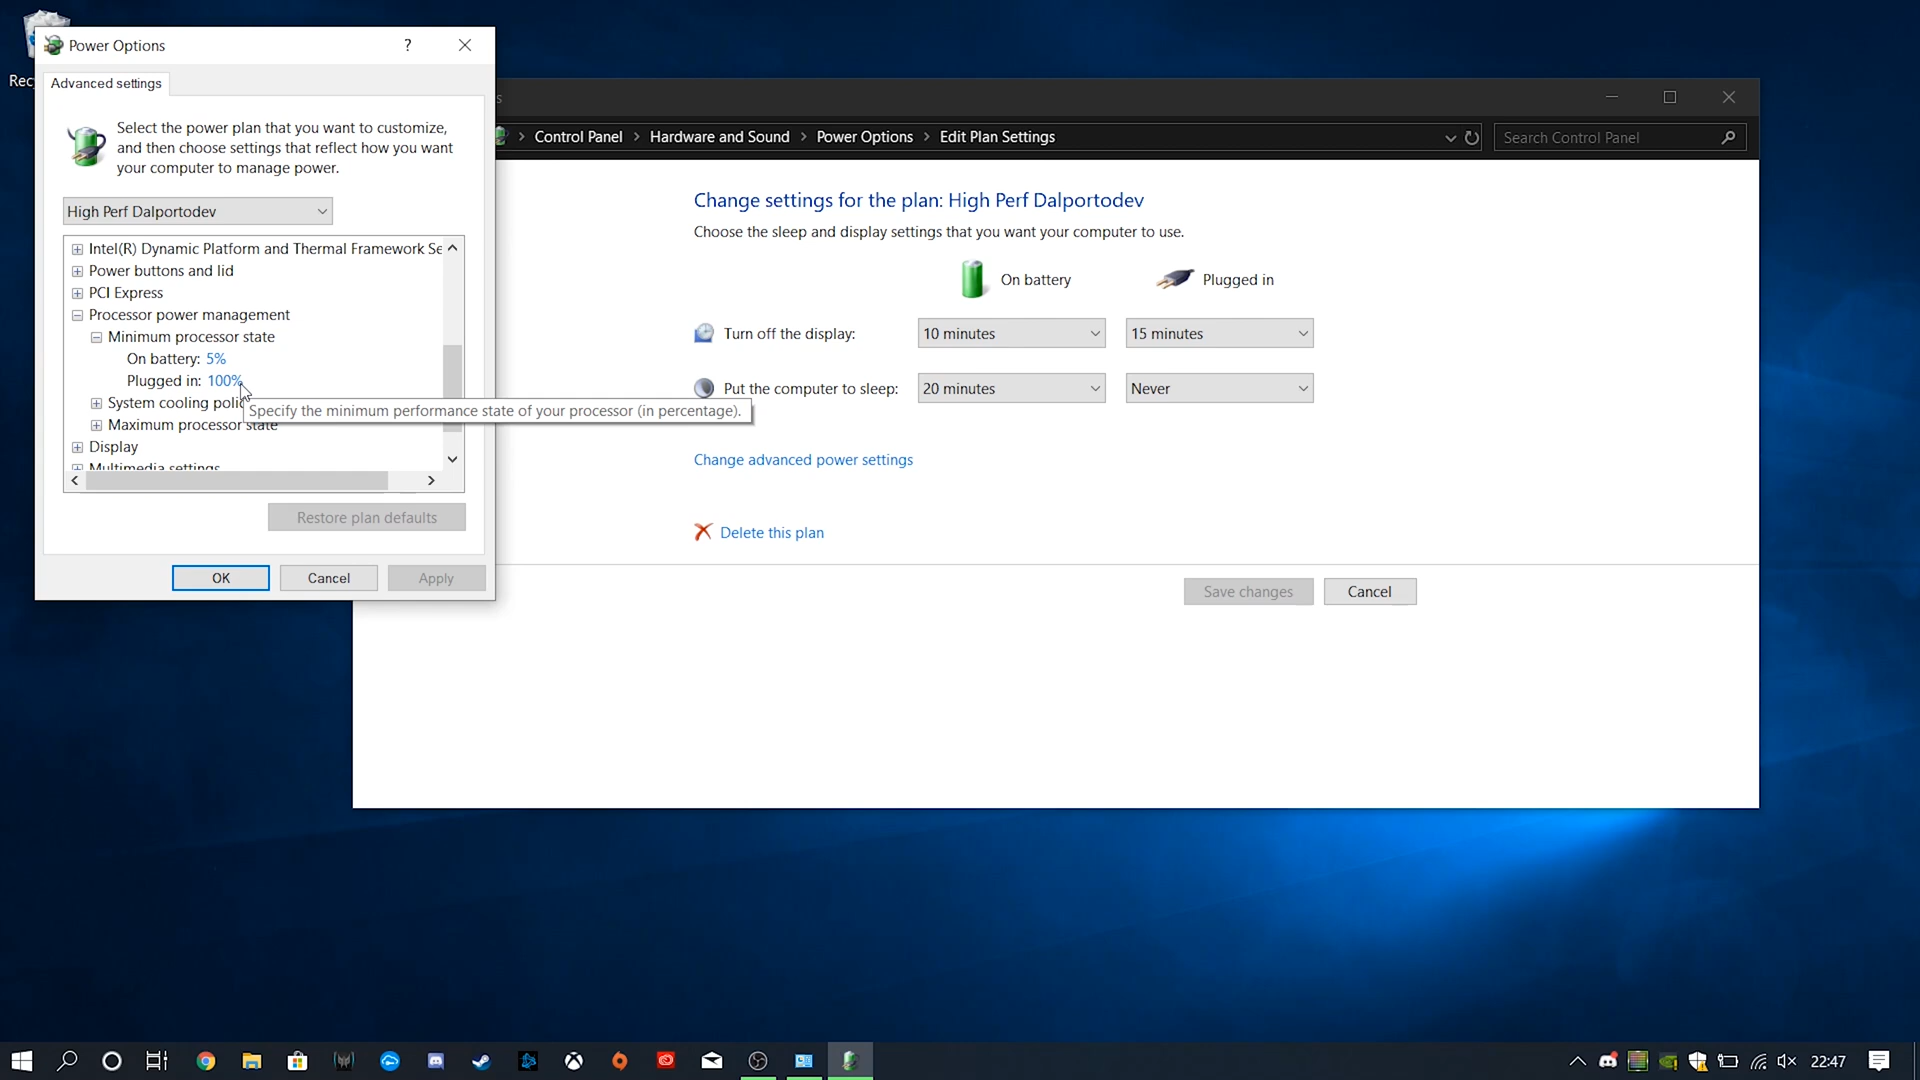 Rec
Power Options
?
Advanced settings
Select the power plan that you want to customize,
and then choose settings that reflect how you want
your computer to manage power.
High Perf Dalportodev
Intel(R) Dynamic Platform and Thermal Framework Se
Power buttons and lid
PCI Express
Processor power management
Minimum processor state
On battery: 5%
Plugged in: 100%
System cooling polic
Specify the minimum performance state of your processor (in percentage).
Maximum processor state
Display
Multimedia settings
Restore plan defaults
OK
Cancel
Apply
s
Control Panel > Hardware and Sound > Power Options > Edit Plan Settings
Search Control Panel
Change settings for the plan: High Perf Dalportodev
Choose the sleep and display settings that you want your computer to use.
On battery
Plugged in
Turn off the display:
10 minutes
15 minutes
Put the computer to sleep:
20 minutes
Never
Change advanced power settings
Delete this plan
Save changes
Cancel
22:47